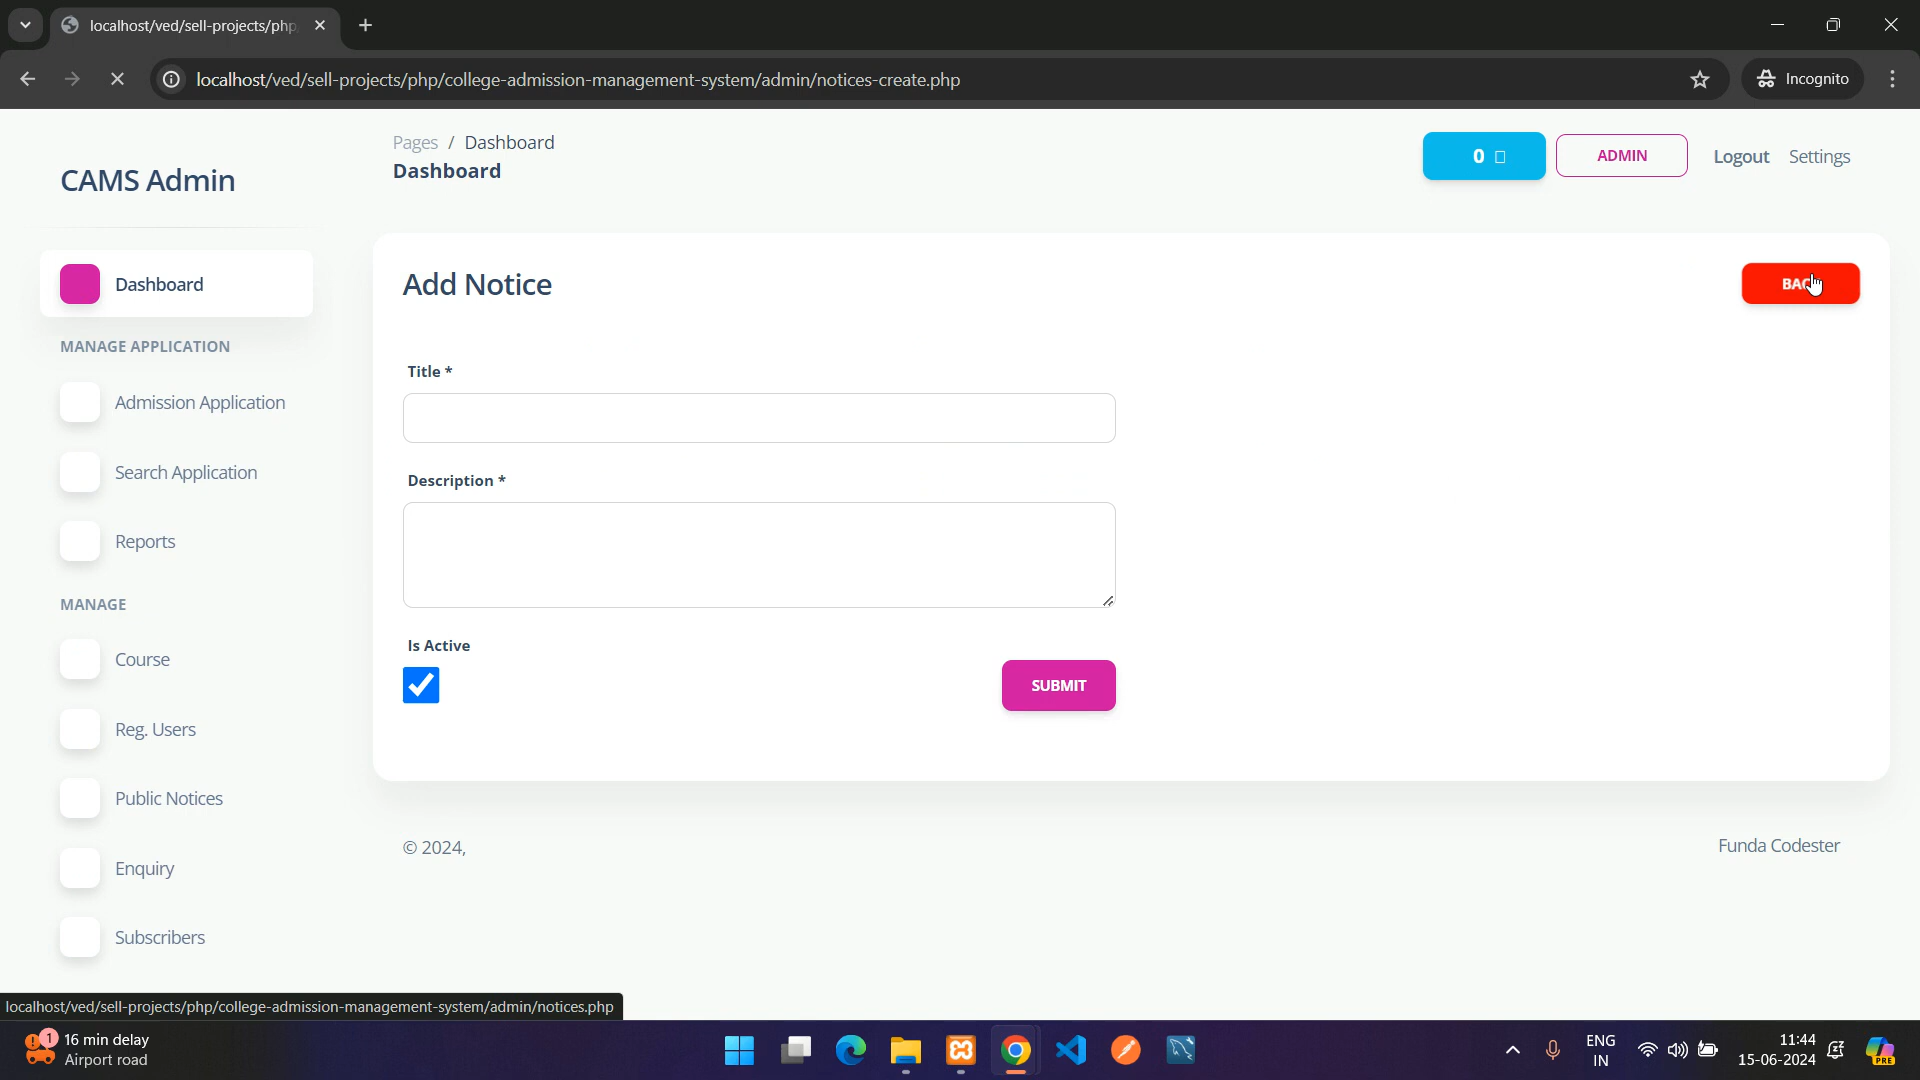 localhost/ved/sell-projects/php
localhost/ved/sell-projects/php/college-admission-management-system/admin/notices-create.php
Incognito
CAMS Admin
Pages / Dashboard
Dashboard
0
ADMIN
Logout
Settings
Dashboard
MANAGE APPLICATION
Admission Application
Search Application
Reports
MANAGE
Course
Reg. Users
Public Notices
Enquiry
Subscribers
Add Notice
BACK
Title *
Description *
Is Active
SUBMIT
© 2024,
Funda Codester
localhost/ved/sell-projects/php/college-admission-management-system/admin/notices.php
1
16 min delay
Airport road
ENG
IN
11:44
15-06-2024
PRE